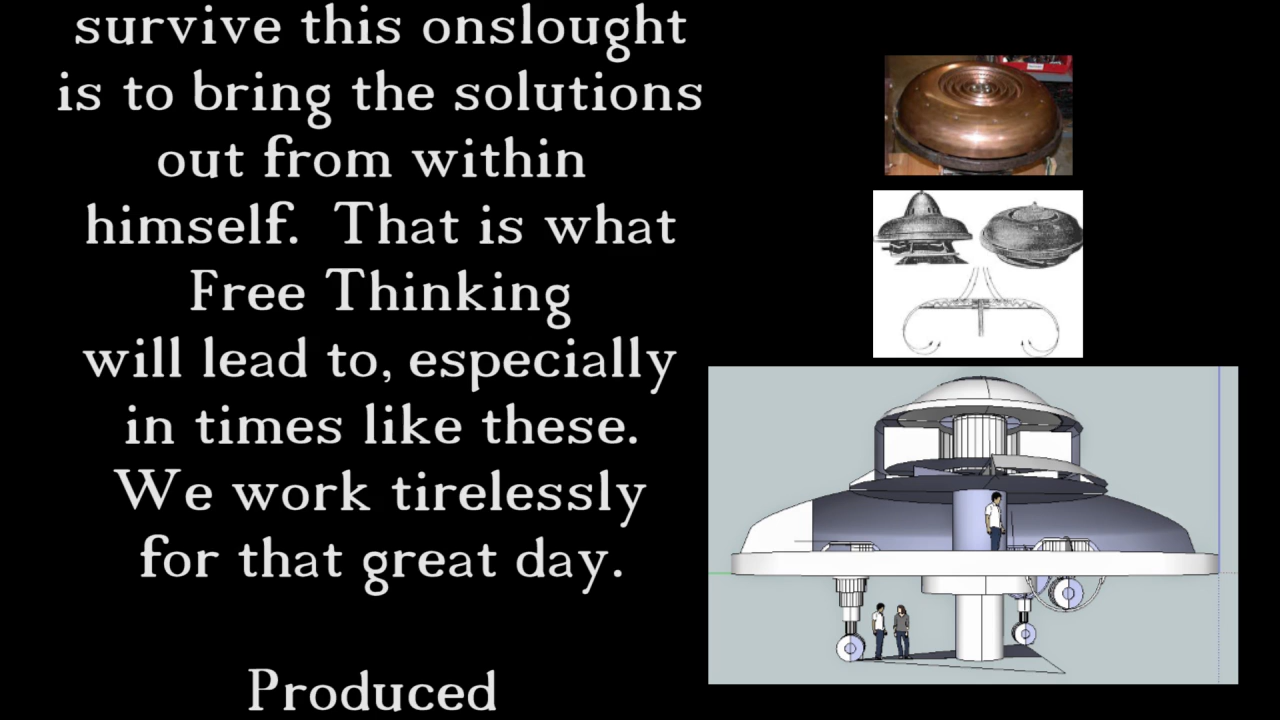 survive this onslought
is to bring the solutions
out from within
himself.  That is what
Free Thinking
will lead to, especially
in times like these.
We work tirelessly
for that great day.
Produced